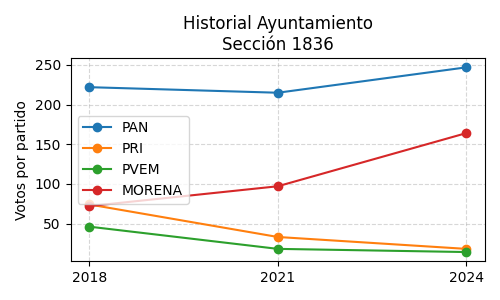 Historial Ayuntamiento
Sección 1836
Votos por partido
250
200
150
100
50
PAN
PRI
PVEM
MORENA
2018
2021
2024